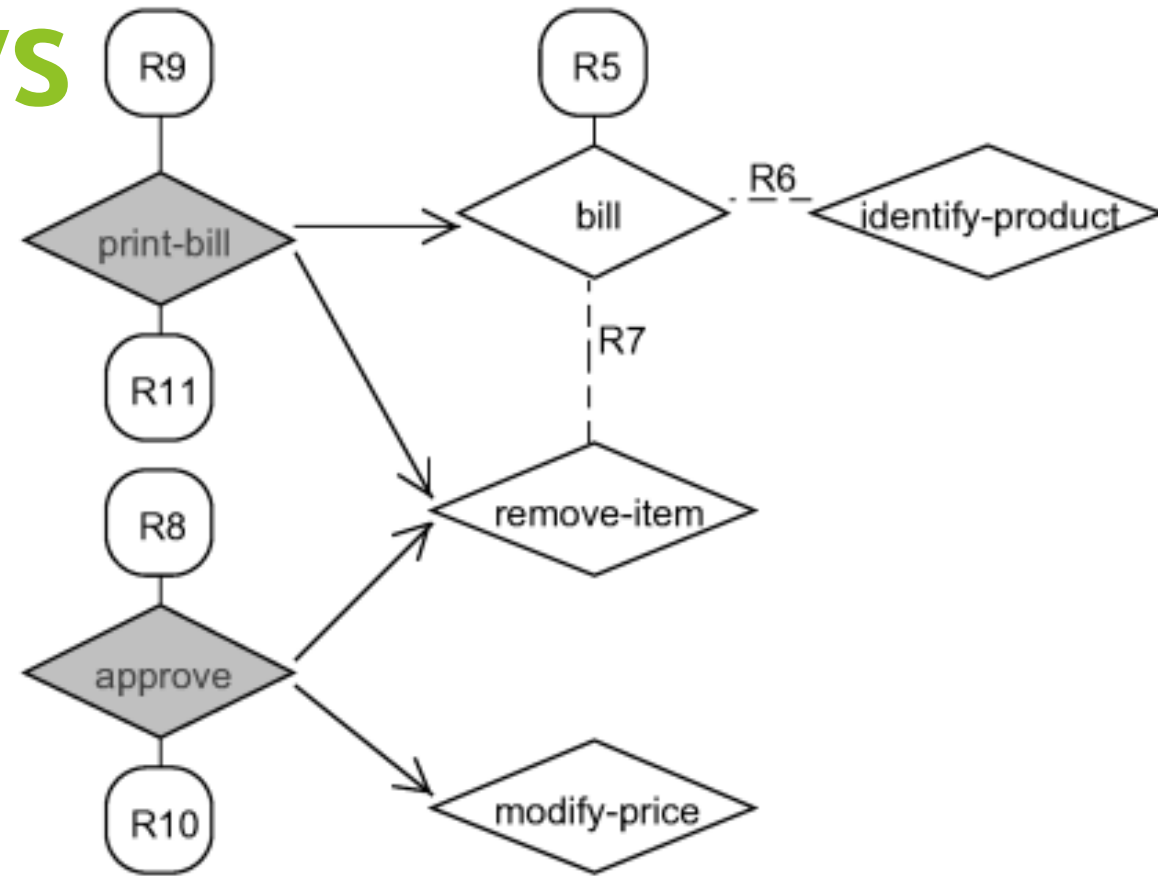 R9
R5
R6
bill
identify-product
print-bill
R7
R11
R8
remove-item
approve
modify-price
R10